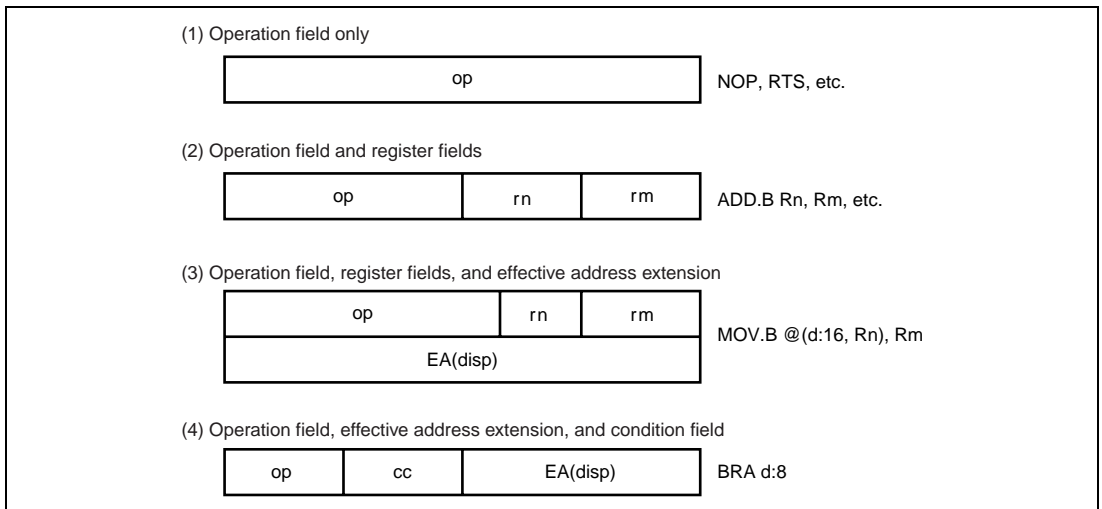 (1) Operation field only
op
NOP, RTS, etc.
(2) Operation field and register fields
op rn rm
ADD.B Rn, Rm, etc.
(3) Operation field, register fields, and effective address extension
op rn rm
MOV.B @(d:16, Rn), Rm
EA(disp)
(4) Operation field, effective address extension, and condition field
op cc EA(disp)
BRA d:8